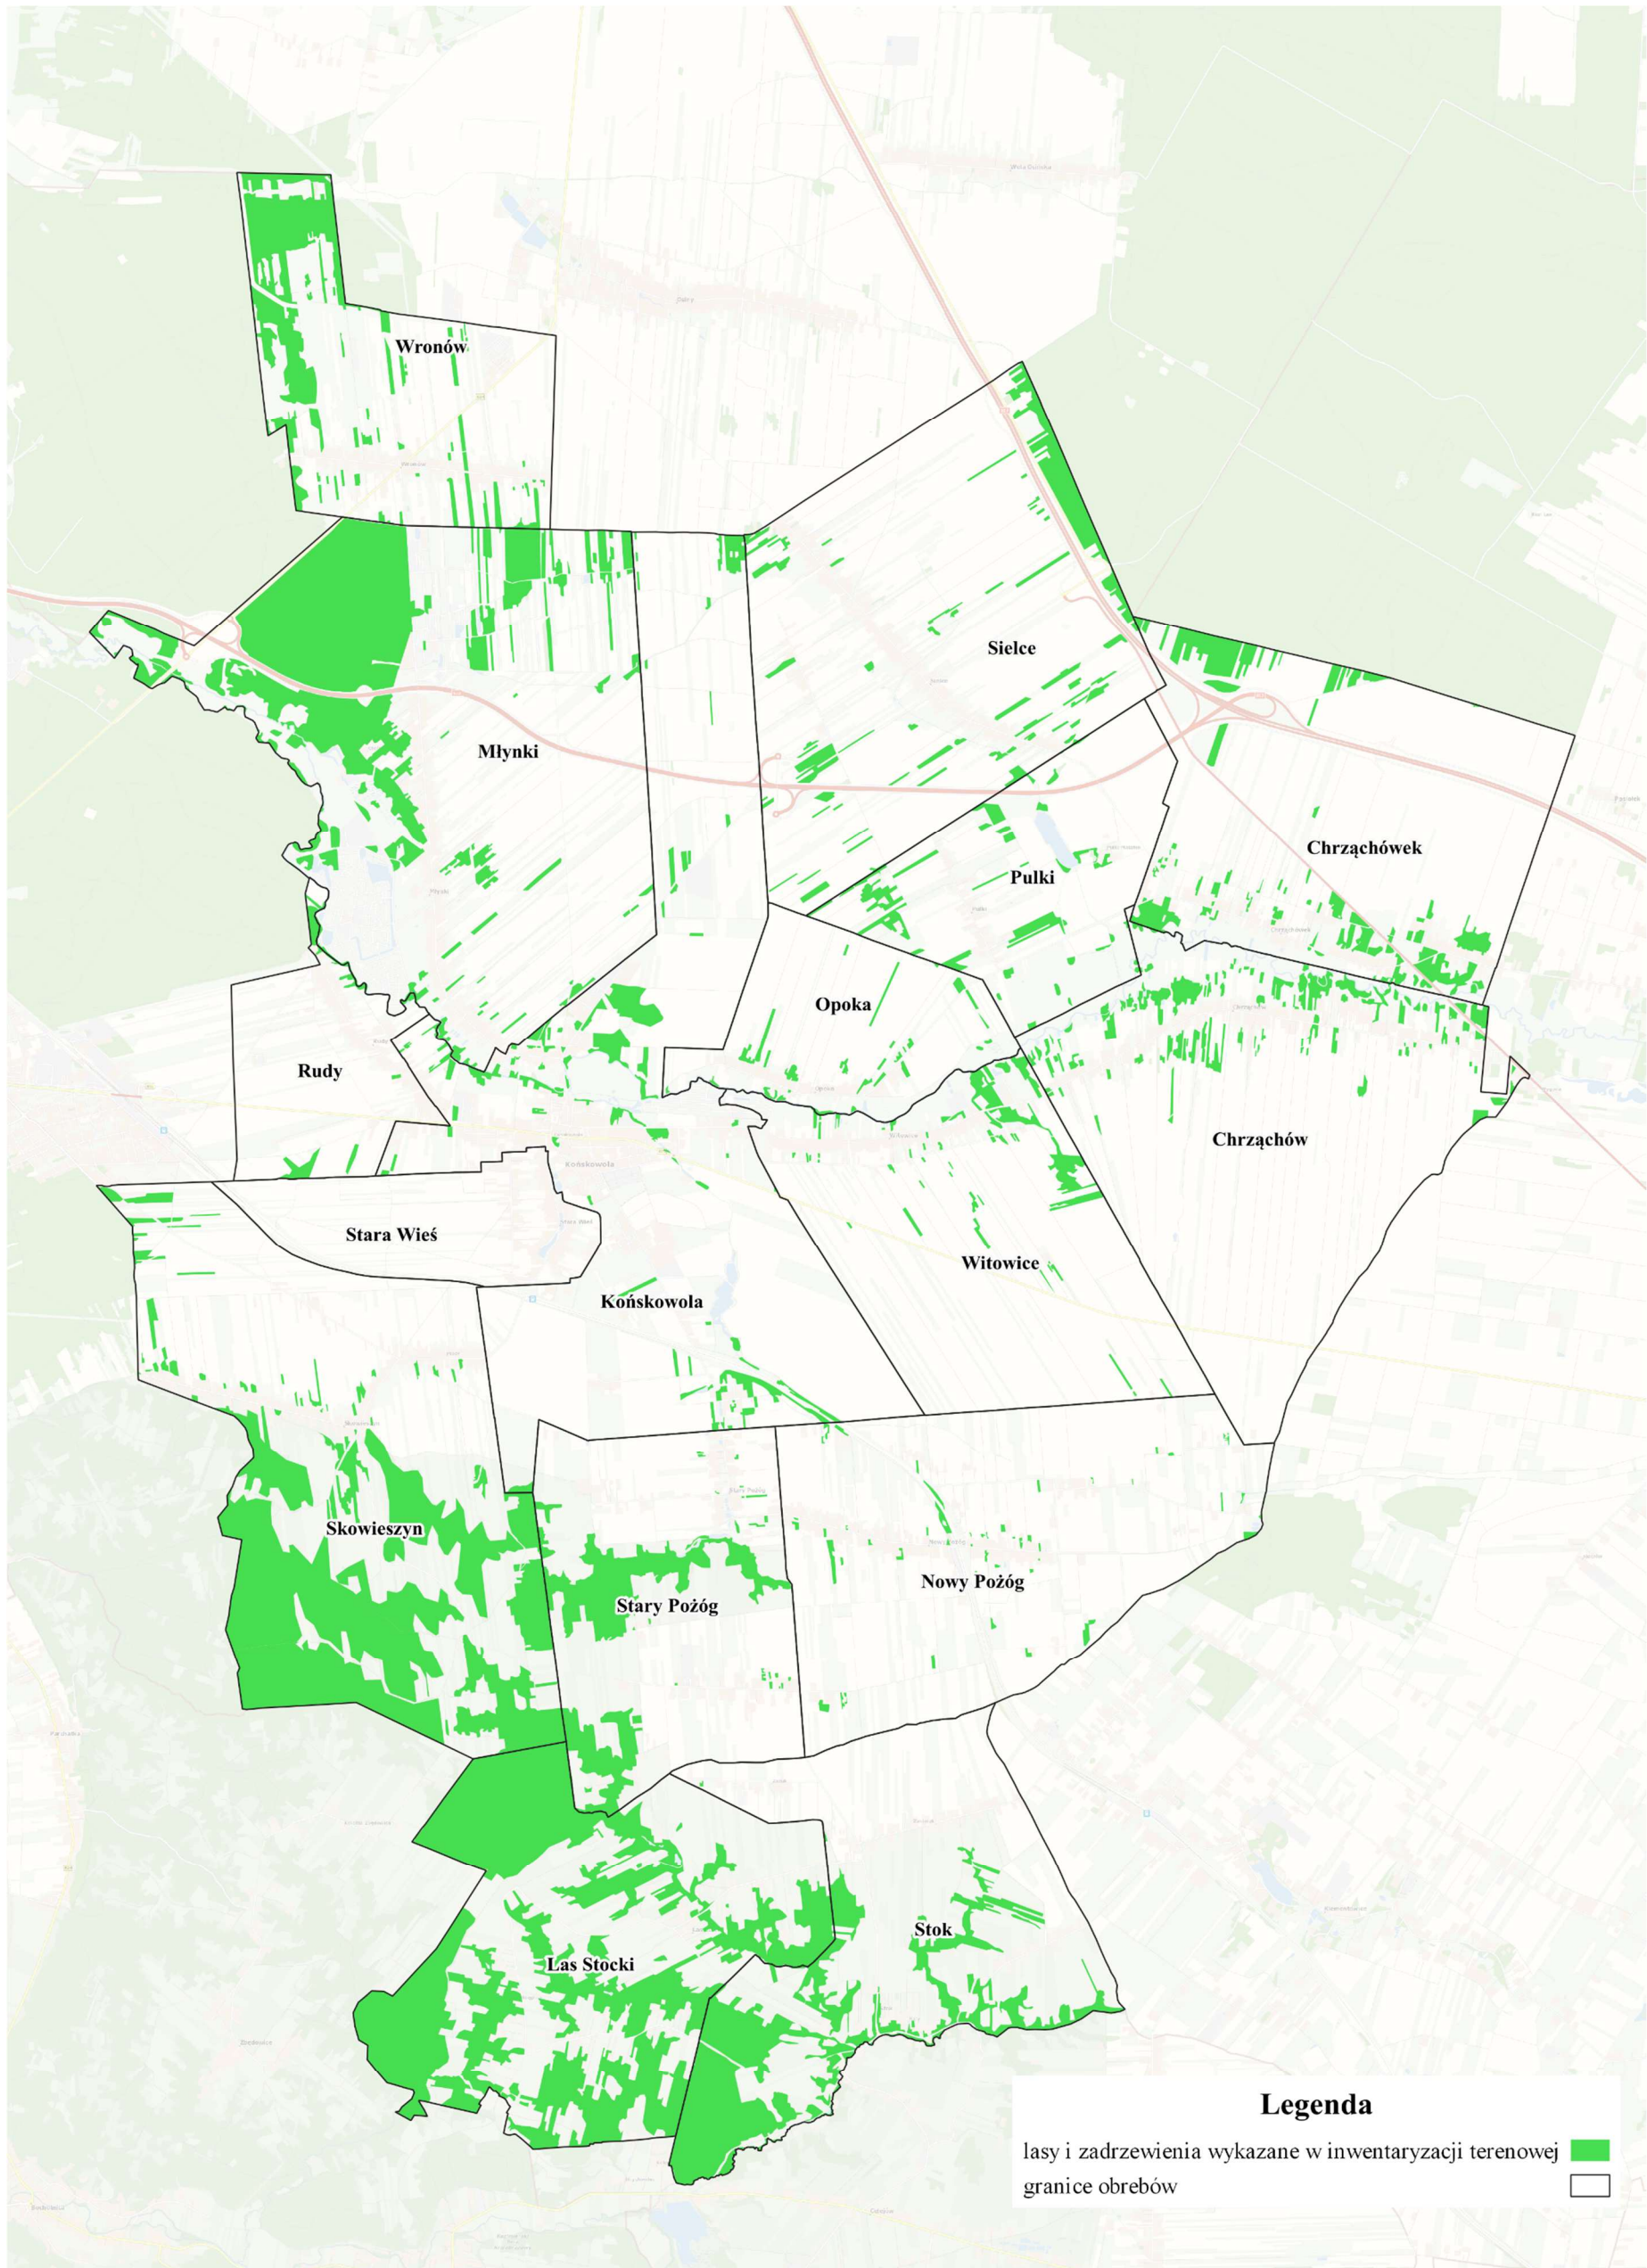 Wronów
Sielce
Młynki
Chrząchówek
Pulki
Opoka
Rudy
Chrząchów
Stara Wieś
Końskowola
Witowice
Końskowola
Skowieszyn
Nowy Pożóg
Stary Pożóg
Stok
Las Stocki
Legenda
lasy i zadrzewienia wykazane w inwentaryzacji terenowej
granice obrebów